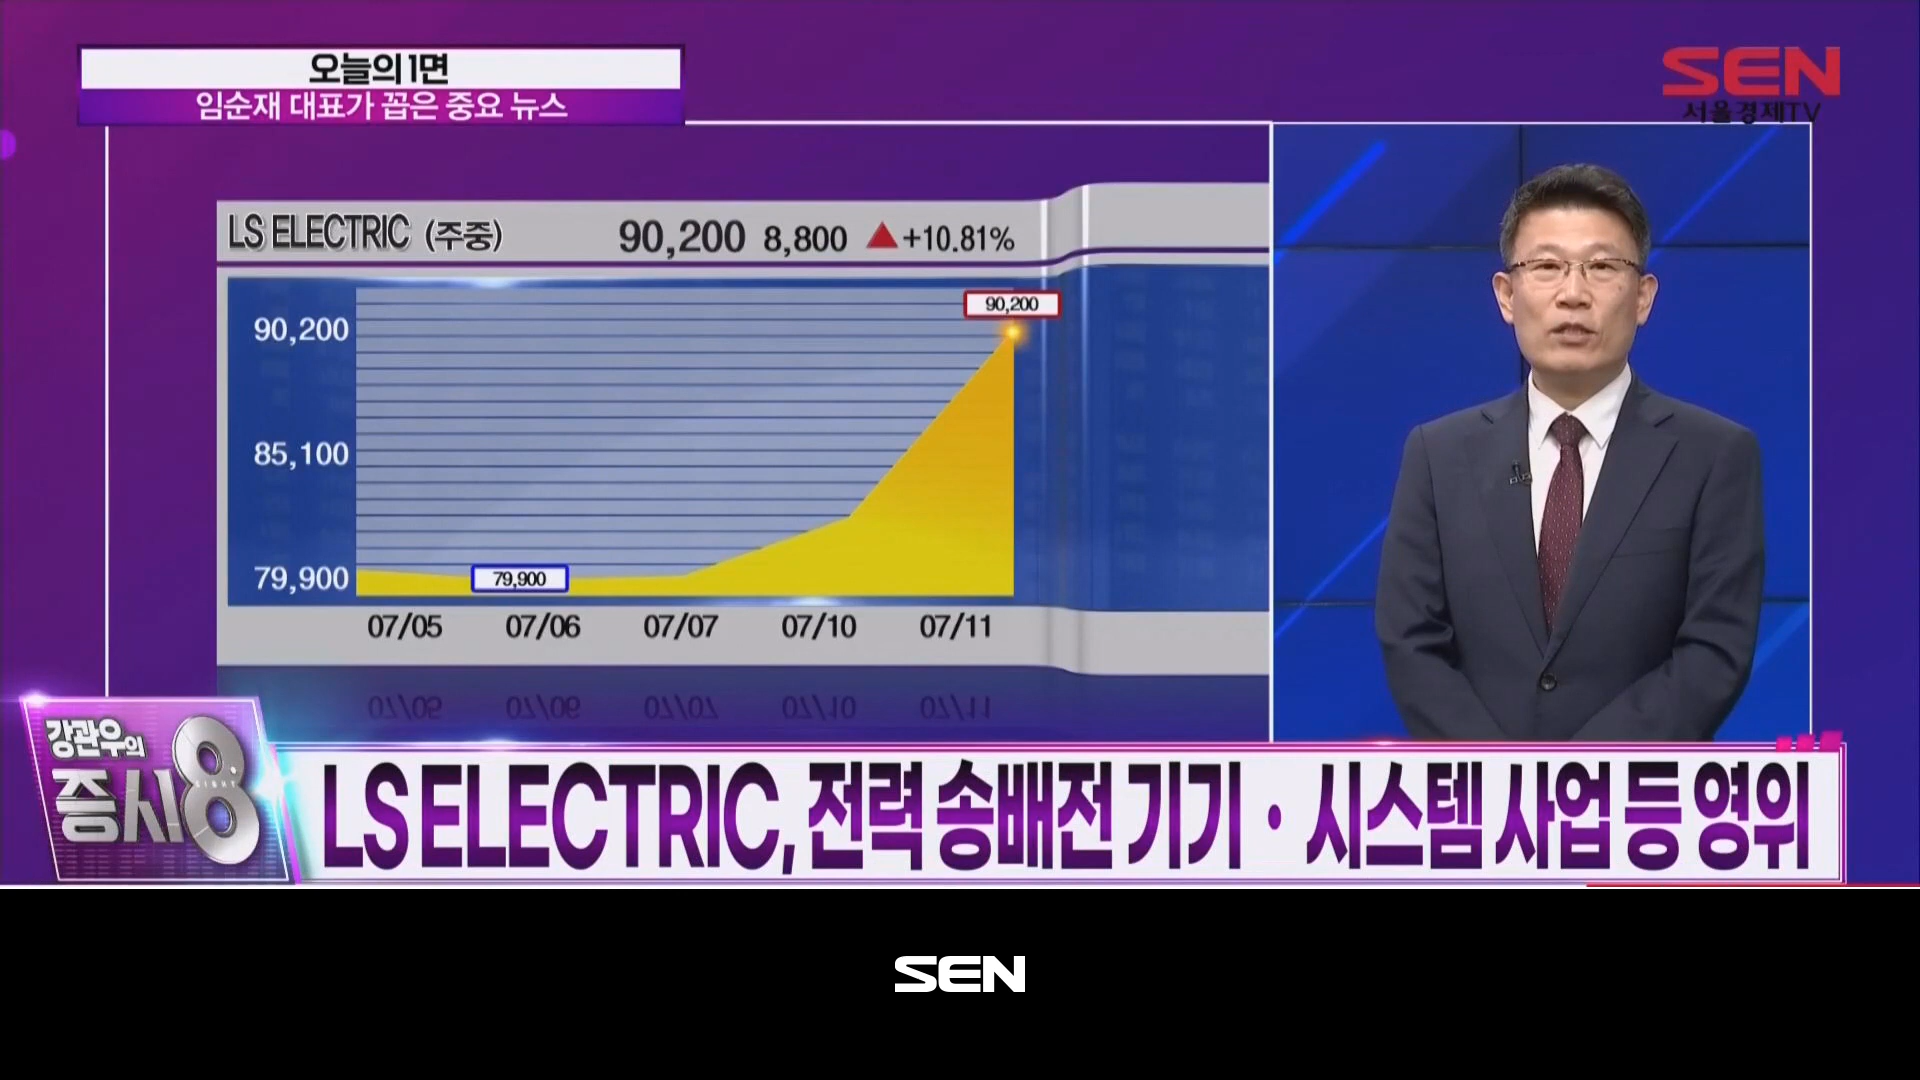 오늘의 1면
임순재 대표가 꼽은 중요 뉴스
SEN
서울경제TV
LS ELECTRIC (주중) 90,200 8,800 ▲+10.81%
90,200
90,200
85,100
79,900
79,900
07/05 07/06 07/07 07/10 07/11
강관우의
증시8
EIGHT
LS ELECTRIC, 전력 송배전 기기·시스템 사업 등 영위
SEN